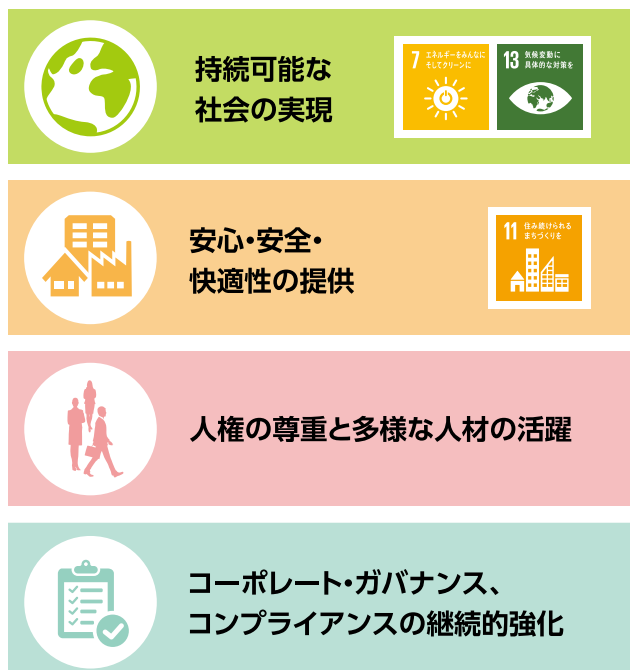 持続可能な
社会の実現
7 エネルギーをみんなに
そしてクリーンに
13 気候変動に
具体的な対策を
安心・安全・
快適性の提供
11 住み続けられる
まちづくりを
人権の尊重と多様な人材の活躍
コーポレート・ガバナンス、
コンプライアンスの継続的強化